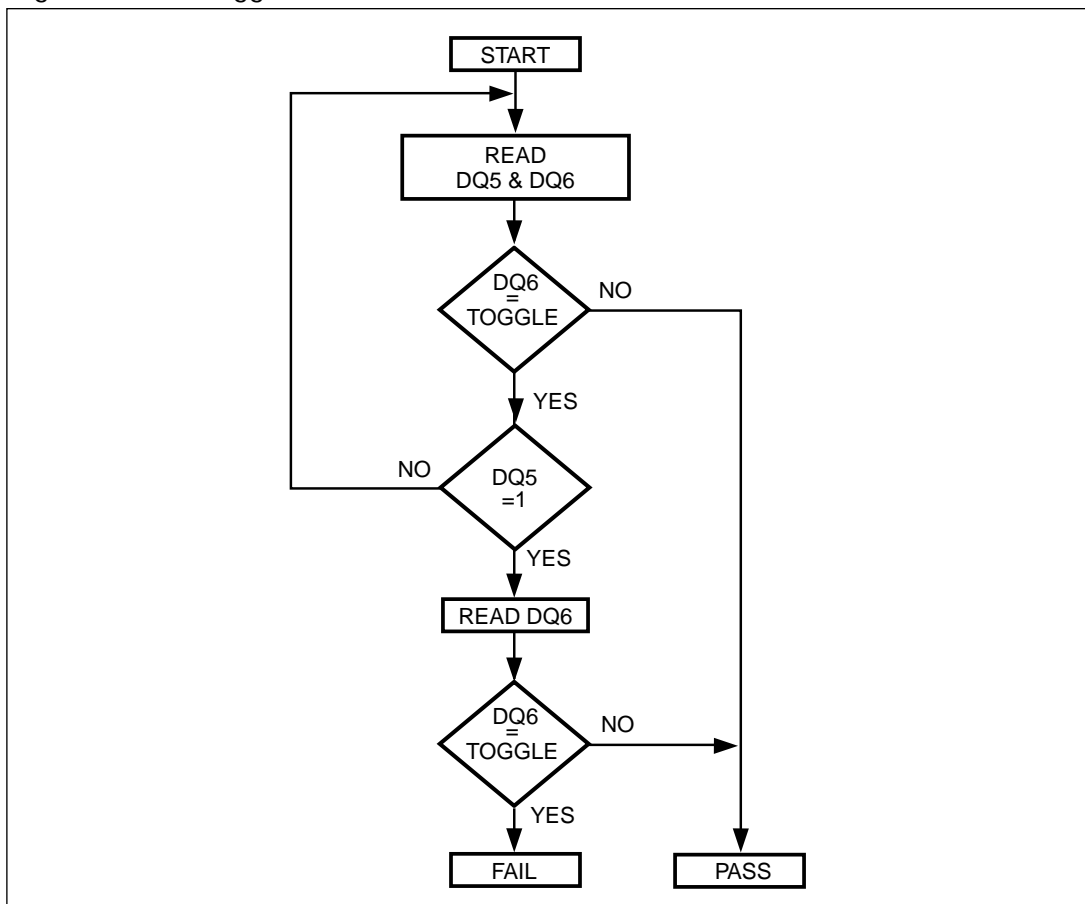 START
READ
DQ5 & DQ6
DQ6
=
TOGGLE
NO
YES
NO
DQ5
=1
YES
READ DQ6
DQ6
=
TOGGLE
NO
YES
FAIL
PASS